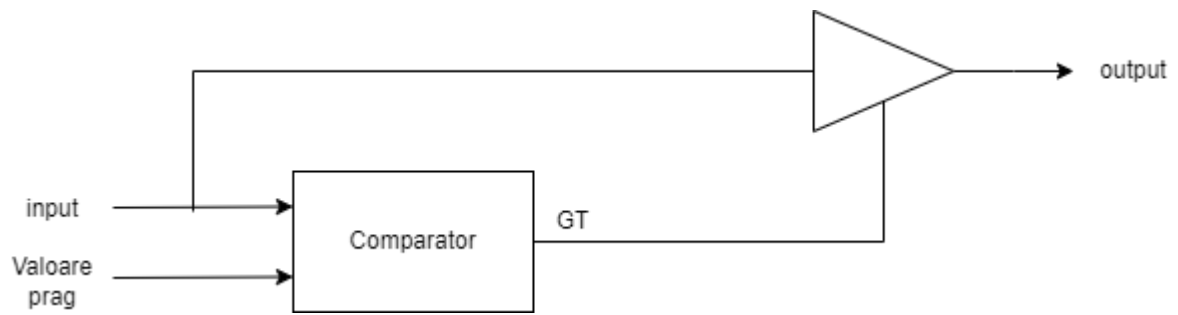 output
input
GT
Comparator
Valoare
prag